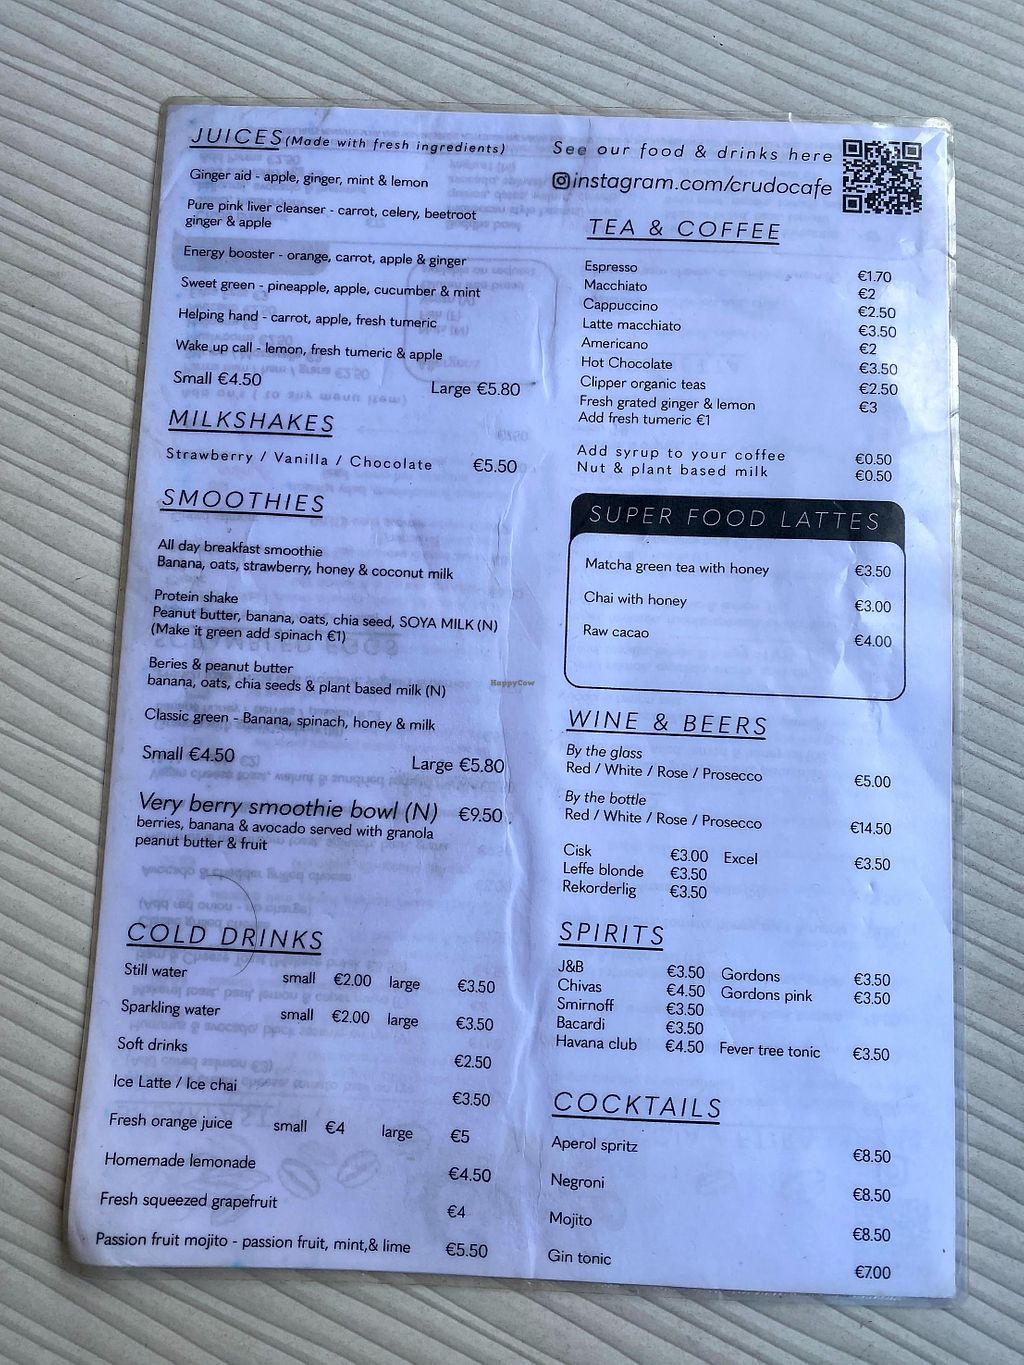 JUICES (Made with fresh ingredients)
Ginger aid - apple, ginger, mint & lemon
Pure pink liver cleanser - carrot, celery, beetroot
ginger & apple
Energy booster - orange, carrot, apple & ginger
Sweet green - pineapple, apple, cucumber & mint
Helping hand - carrot, apple, fresh tumeric
Wake up call - lemon, fresh tumeric & apple
Small €4.50 Large €5.80
MILKSHAKES
Strawberry / Vanilla / Chocolate €5.50
SMOOTHIES
All day breakfast smoothie
Banana, oats, strawberry, honey & coconut milk
Protein shake
Peanut butter, banana, oats, chia seed, SOYA MILK (N)
(Make it green add spinach €1)
Beries & peanut butter
banana, oats, chia seeds & plant based milk (N)
Classic green - Banana, spinach, honey & milk
Small €4.50 Large €5.80
Very berry smoothie bowl (N) €9.50
berries, banana & avocado served with granola
peanut butter & fruit
COLD DRINKS
Still water small €2.00 large €3.50
Sparkling water small €2.00 large €3.50
Soft drinks €2.50
Ice Latte / Ice chai €3.50
Fresh orange juice small €4 large €5
Homemade lemonade €4.50
Fresh squeezed grapefruit €4
Passion fruit mojito - passion fruit, mint,& lime €5.50
See our food & drinks here
instagram.com/crudocafe
TEA & COFFEE
Espresso €1.70
Macchiato €2
Cappuccino €2.50
Latte macchiato €3.50
Americano €2
Hot Chocolate €3.50
Clipper organic teas €2.50
Fresh grated ginger & lemon €3
Add fresh tumeric €1
Add syrup to your coffee €0.50
Nut & plant based milk €0.50
SUPER FOOD LATTES
Matcha green tea with honey €3.50
Chai with honey €3.00
Raw cacao €4.00
HappyCow
WINE & BEERS
By the glass
Red / White / Rose / Prosecco €5.00
By the bottle
Red / White / Rose / Prosecco €14.50
Cisk €3.00 Excel €3.50
Leffe blonde €3.50
Rekorderlig €3.50
SPIRITS
J&B €3.50 Gordons €3.50
Chivas €4.50 Gordons pink €3.50
Smirnoff €3.50
Bacardi €3.50
Havana club €4.50 Fever tree tonic €3.50
COCKTAILS
Aperol spritz €8.50
Negroni €8.50
Mojito €8.50
Gin tonic €7.00